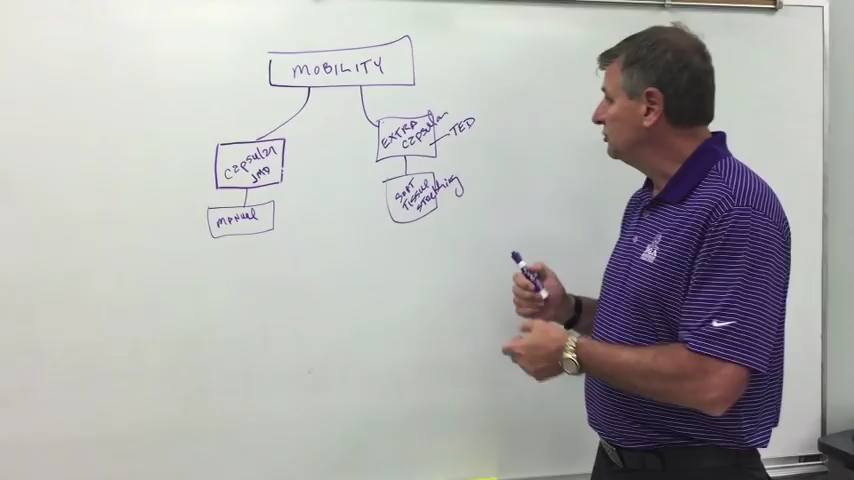 MOBILITY
Capsular
JMD
MANUAL
EXTRA
Capsular
TED
SOFT
Tissue
Stretching